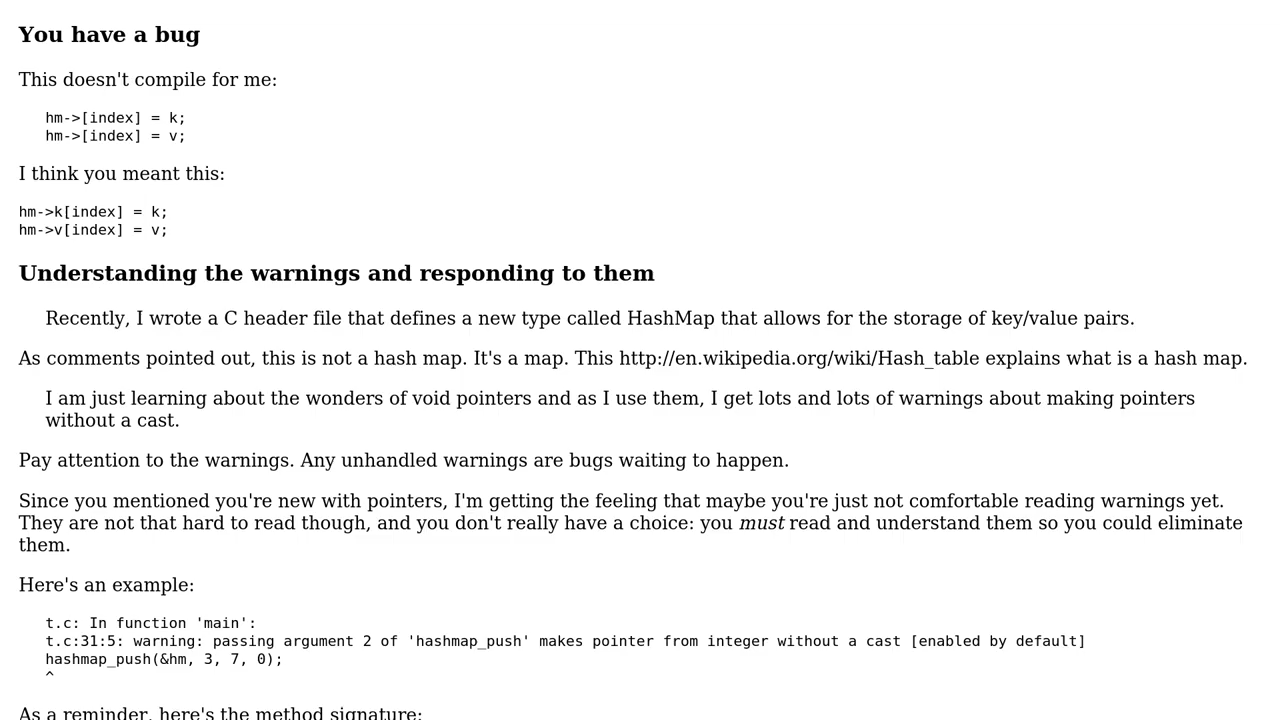 You have a bug
This doesn't compile for me:
hm->[index] = k;
hm->[index] = v;
I think you meant this:
hm->k[index] = k;
hm->v[index] = v;
Understanding the warnings and responding to them
Recently, I wrote a C header file that defines a new type called HashMap that allows for the storage of key/value pairs.
As comments pointed out, this is not a hash map. It's a map. This http://en.wikipedia.org/wiki/Hash_table explains what is a hash map.
I am just learning about the wonders of void pointers and as I use them, I get lots and lots of warnings about making pointers
without a cast.
Pay attention to the warnings. Any unhandled warnings are bugs waiting to happen.
Since you mentioned you're new with pointers, I'm getting the feeling that maybe you're just not comfortable reading warnings yet.
They are not that hard to read though, and you don't really have a choice: you must read and understand them so you could eliminate
them.
Here's an example:
t.c: In function 'main':
t.c:31:5: warning: passing argument 2 of 'hashmap_push' makes pointer from integer without a cast [enabled by default]
hashmap_push(&hm, 3, 7, 0);
^
As a reminder, here's the method signature: